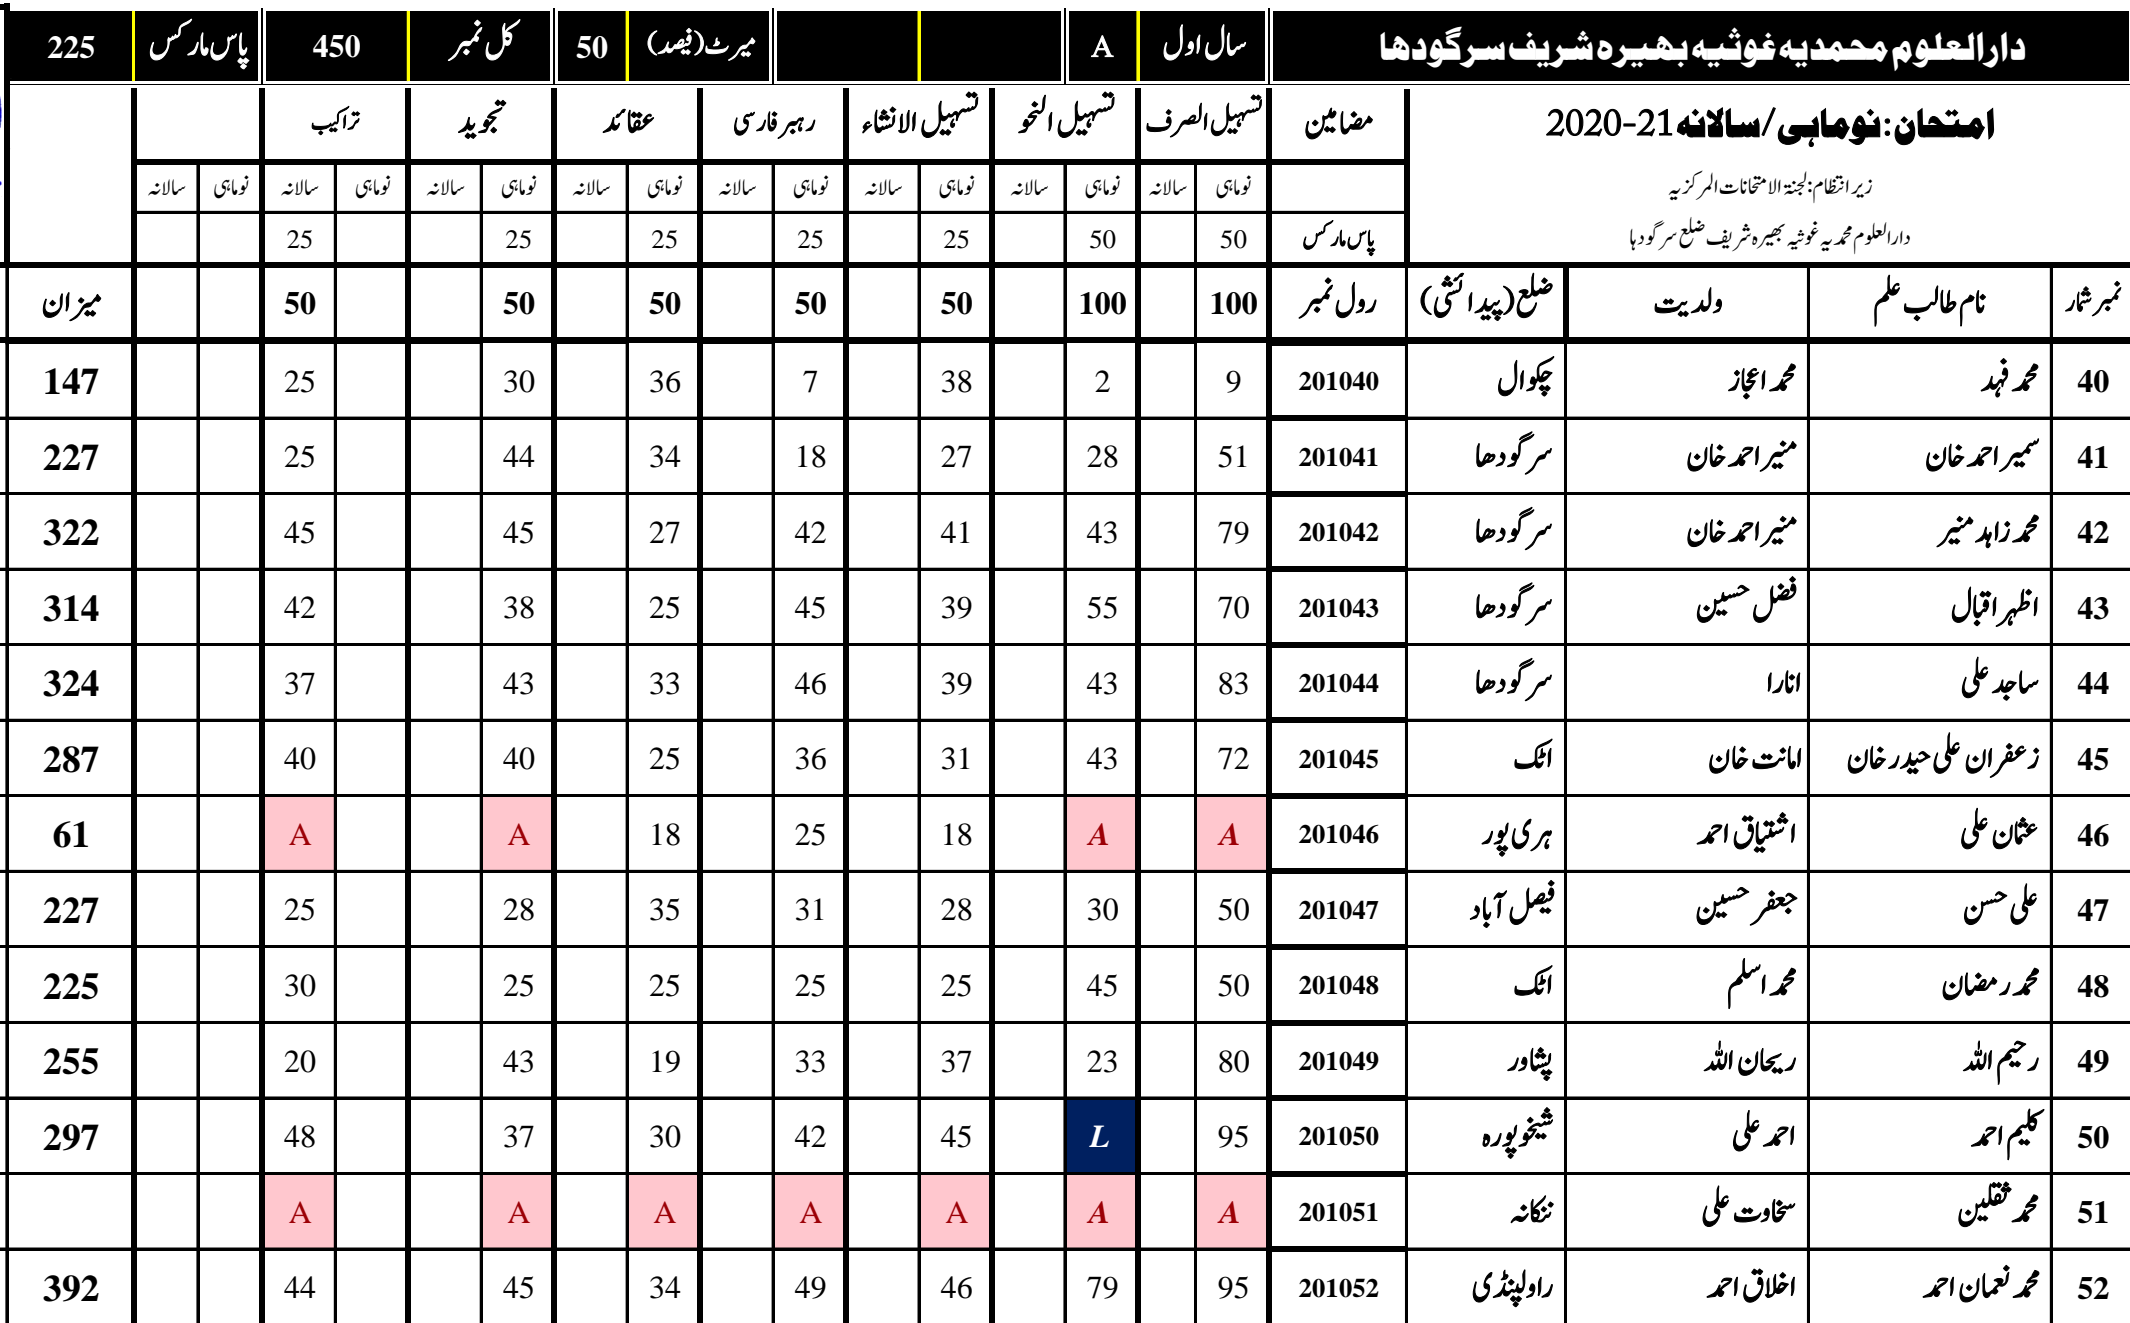 دارالعلوم محمدیہ غوثیہ بھیرہ شریف سرگودھا سال اول A میرٹ(فیصد) 50 کل نمبر 450 پاس مارکس 225
امتحان:نوماہی/سالانہ 2020-21 مضامین تسہیل الصرف تسہیل النحو تسہیل الانشاء رہبر فارسی عقائد تجوید تراکیب
زیر انتظام:لجنۃ الامتحانات المرکزیہ نوماہی سالانہ نوماہی سالانہ نوماہی سالانہ نوماہی سالانہ نوماہی سالانہ نوماہی سالانہ نوماہی سالانہ نوماہی سالانہ
دارالعلوم محمدیہ غوثیہ بھیرہ شریف ضلع سرگودہا پاس مارکس 50 50 25 25 25 25 25
نمبر شمار نام طالب علم ولدیت ضلع(پیدائشی) رول نمبر 100 100 50 50 50 50 50 میزان
40 محمد فہد محمد اعجاز چکوال 201040 9 2 38 7 36 30 25 147
41 سمیر احمد خان منیر احمد خان سرگودھا 201041 51 28 27 18 34 44 25 227
42 محمد زاہد منیر منیر احمد خان سرگودھا 201042 79 43 41 42 27 45 45 322
43 اظہر اقبال فضل حسین سرگودھا 201043 70 55 39 45 25 38 42 314
44 ساجد علی انارا سرگودھا 201044 83 43 39 46 33 43 37 324
45 زعفران علی حیدر خان امانت خان اٹک 201045 72 43 31 36 25 40 40 287
46 عثمان علی اشتیاق احمد ہری پور 201046 A A 18 25 18 A A 61
47 علی حسن جعفر حسین فیصل آباد 201047 50 30 28 31 35 28 25 227
48 محمد رمضان محمد اسلم اٹک 201048 50 45 25 25 25 25 30 225
49 رحیم اللہ ریحان اللہ پشاور 201049 80 23 37 33 19 43 20 255
50 کلیم احمد احمد علی شیخوپورہ 201050 95 L 45 42 30 37 48 297
51 محمد ثقلین سخاوت علی ننکانہ 201051 A A A A A A A
52 محمد نعمان احمد اخلاق احمد راولپنڈی 201052 95 79 46 49 34 45 44 392